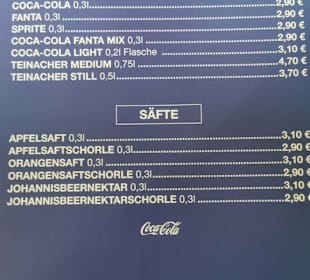 COCA-COLA 0,3l 2,90 €
FANTA 0,3l 2,90 €
SPRITE 0,3l 2,90 €
COCA-COLA FANTA MIX 0,3l 2,90 €
COCA-COLA LIGHT 0,2l Flasche 3,10 €
TEINACHER MEDIUM 0,75l 4,70 €
TEINACHER STILL 0,5l 3,70 €
SÄFTE
APFELSAFT 0,3l 3,10 €
APFELSAFTSCHORLE 0,3l 2,90 €
ORANGENSAFT 0,3l 3,10 €
ORANGENSAFTSCHORLE 0,3l 2,90 €
JOHANNISBEERNEKTAR 0,3l 3,10 €
JOHANNISBEERNEKTARSCHORLE 0,3l 2,90 €
Coca-Cola